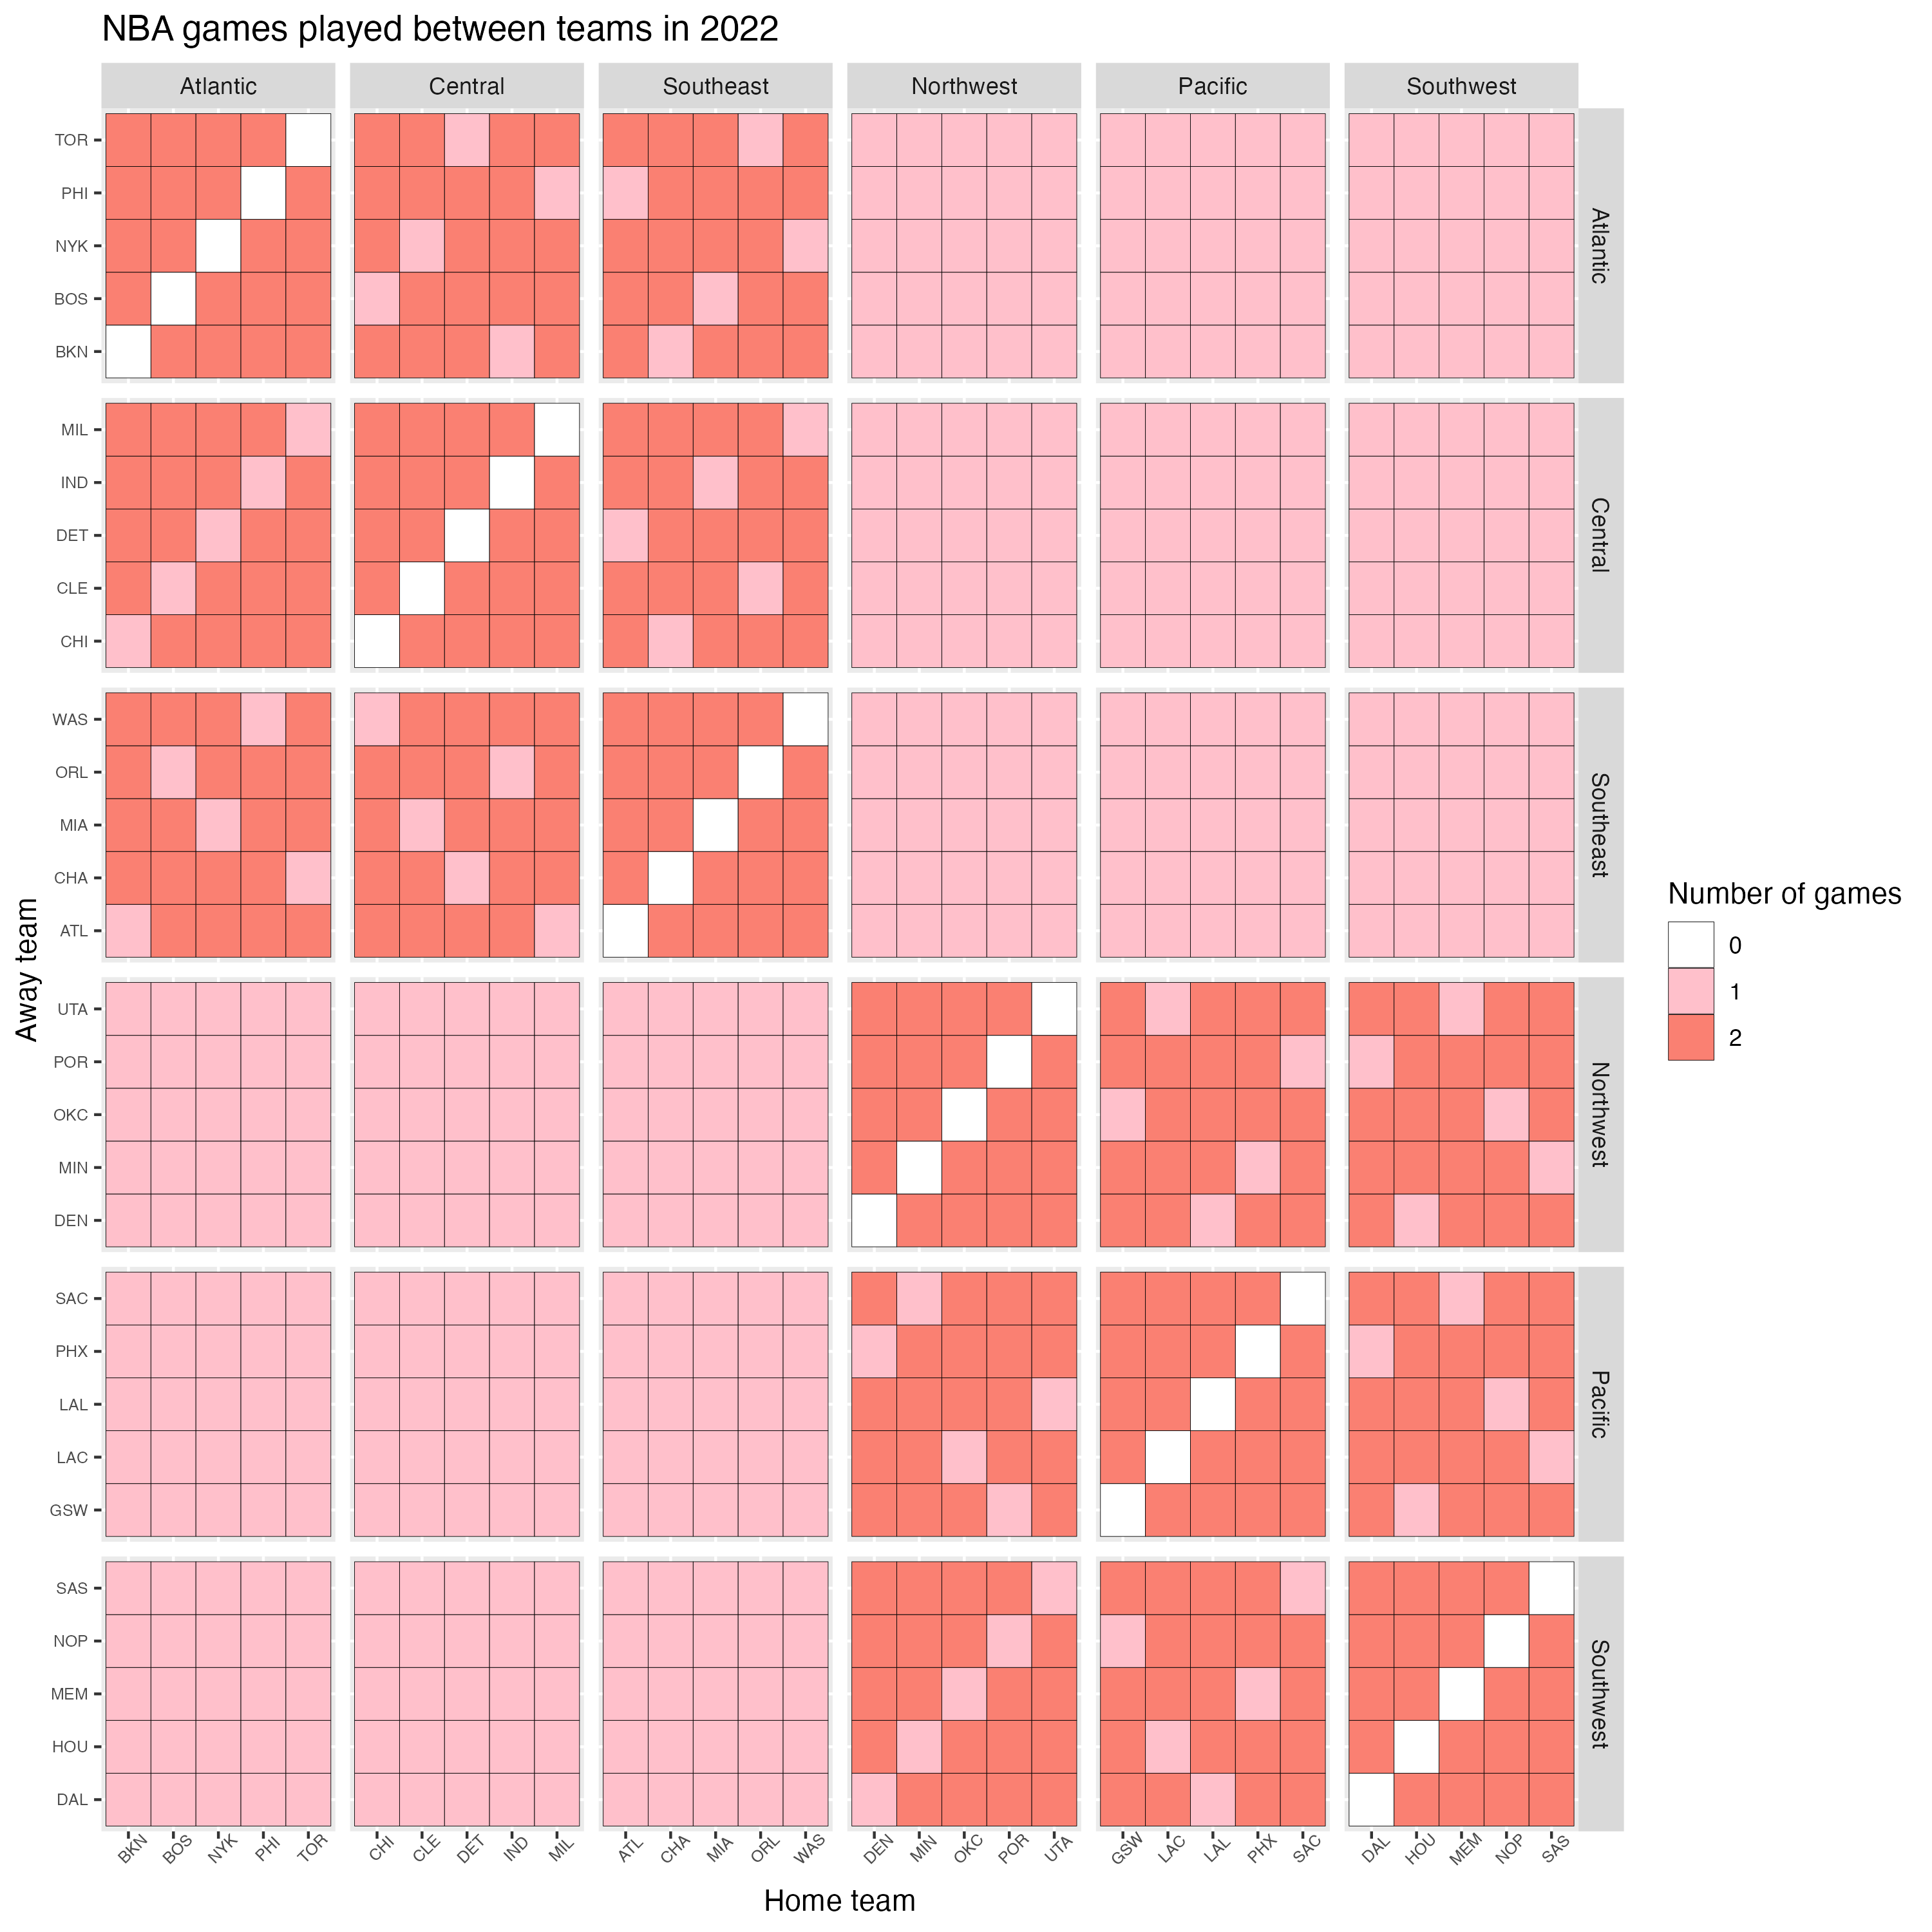 NBA games played between teams in 2022
Atlantic Central Southeast Northwest Pacific Southwest
TOR
PHI
NYK
BOS
BKN
Atlantic
MIL
IND
DET
CLE
CHI
Central
WAS
ORL
MIA
CHA
ATL
Southeast
UTA
POR
OKC
MIN
DEN
Northwest
SAC
PHX
LAL
LAC
GSW
Pacific
SAS
NOP
MEM
HOU
DAL
Southwest
BKN BOS NYK PHI TOR CHI CLE DET IND MIL ATL CHA MIA ORL WAS DEN MIN OKC POR UTA GSW LAC LAL PHX SAC DAL HOU MEM NOP SAS
Home team
Away team
Number of games
0
1
2